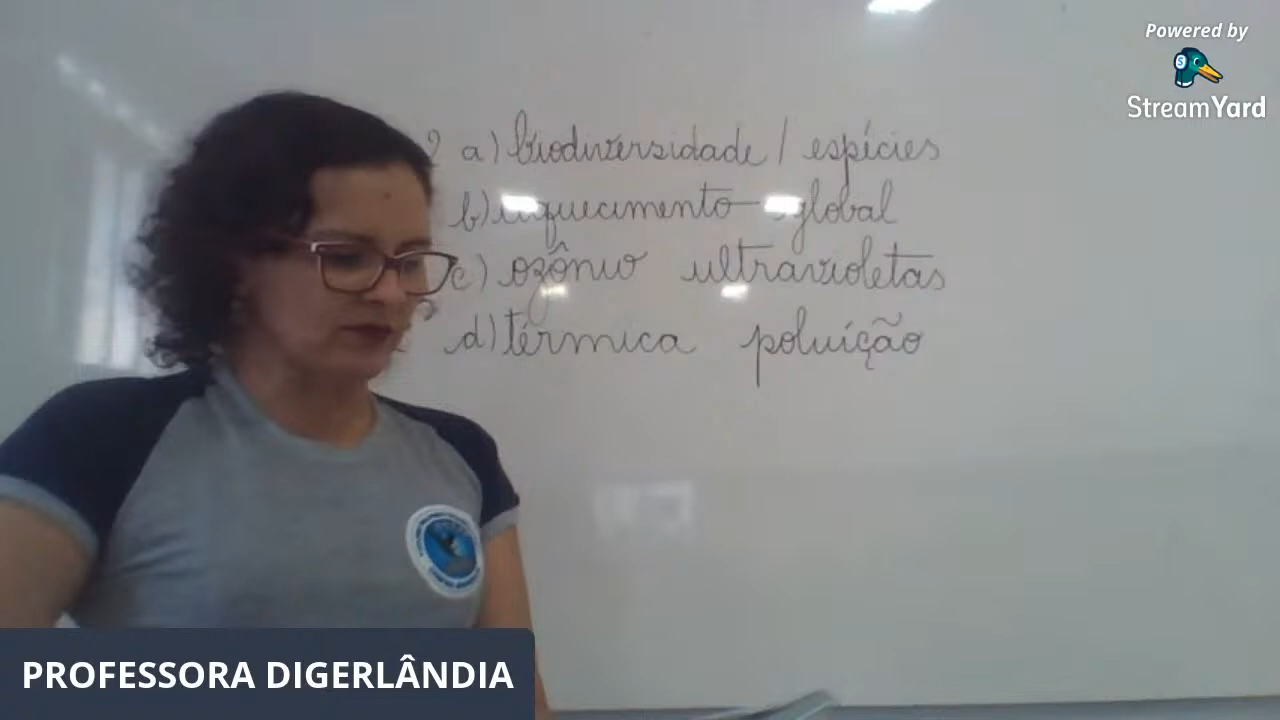 Powered by
StreamYard
2 a) biodiversidade / espécies
b) aquecimento global
c) ozônio ultravioletas
d) térmica poluição
PROFESSORA DIGERLÂNDIA